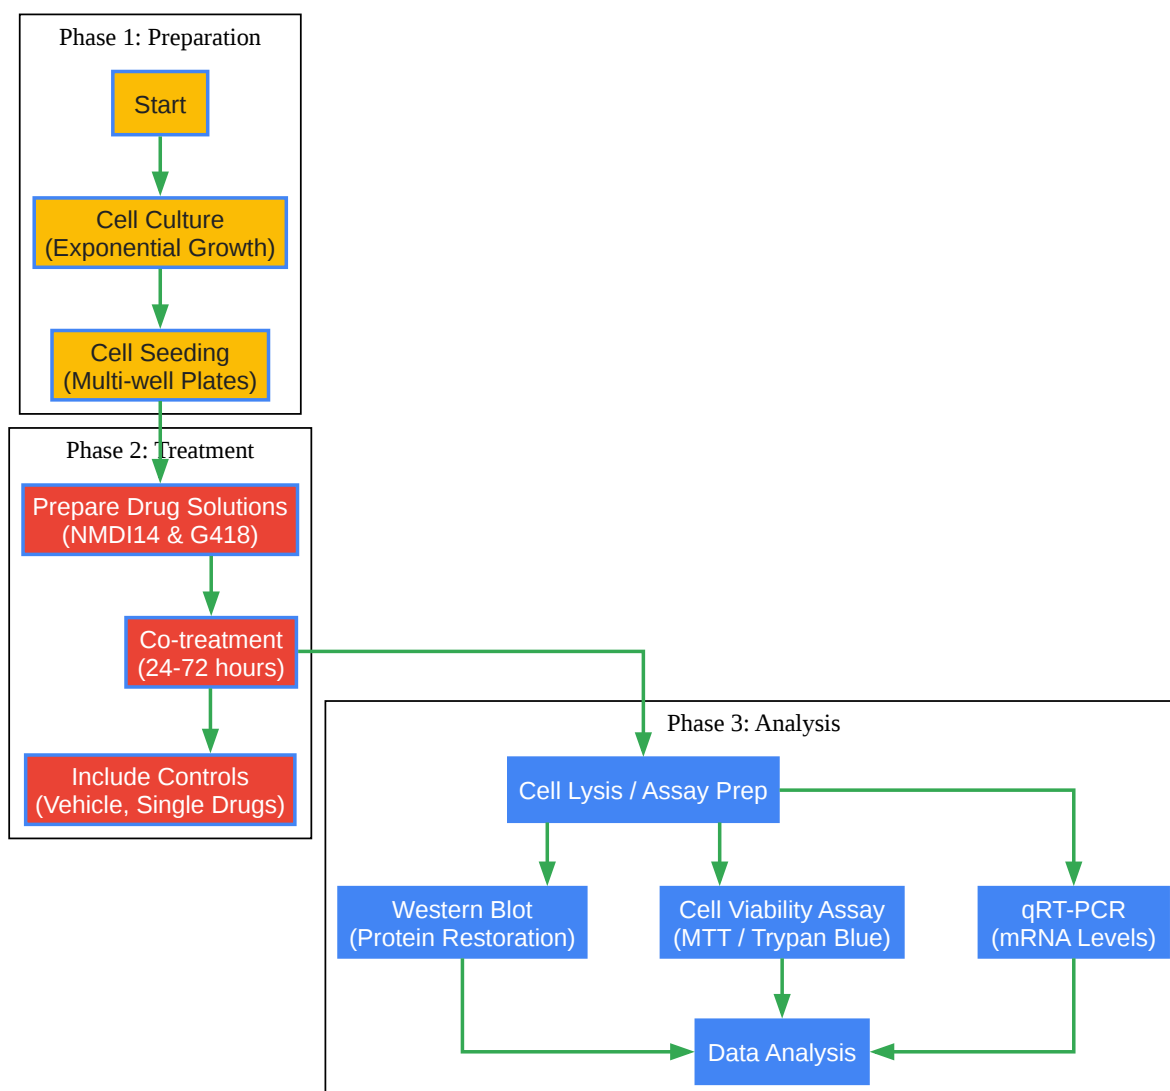 Phase 1: Preparation
Start
Cell Culture
(Exponential Growth)
Cell Seeding
(Multi-well Plates)
Phase 2: Treatment
Prepare Drug Solutions
(NMDI14 & G418)
Co-treatment
(24-72 hours)
Include Controls
(Vehicle, Single Drugs)
Phase 3: Analysis
Cell Lysis / Assay Prep
Western Blot
(Protein Restoration)
Cell Viability Assay
(MTT / Trypan Blue)
qRT-PCR
(mRNA Levels)
Data Analysis